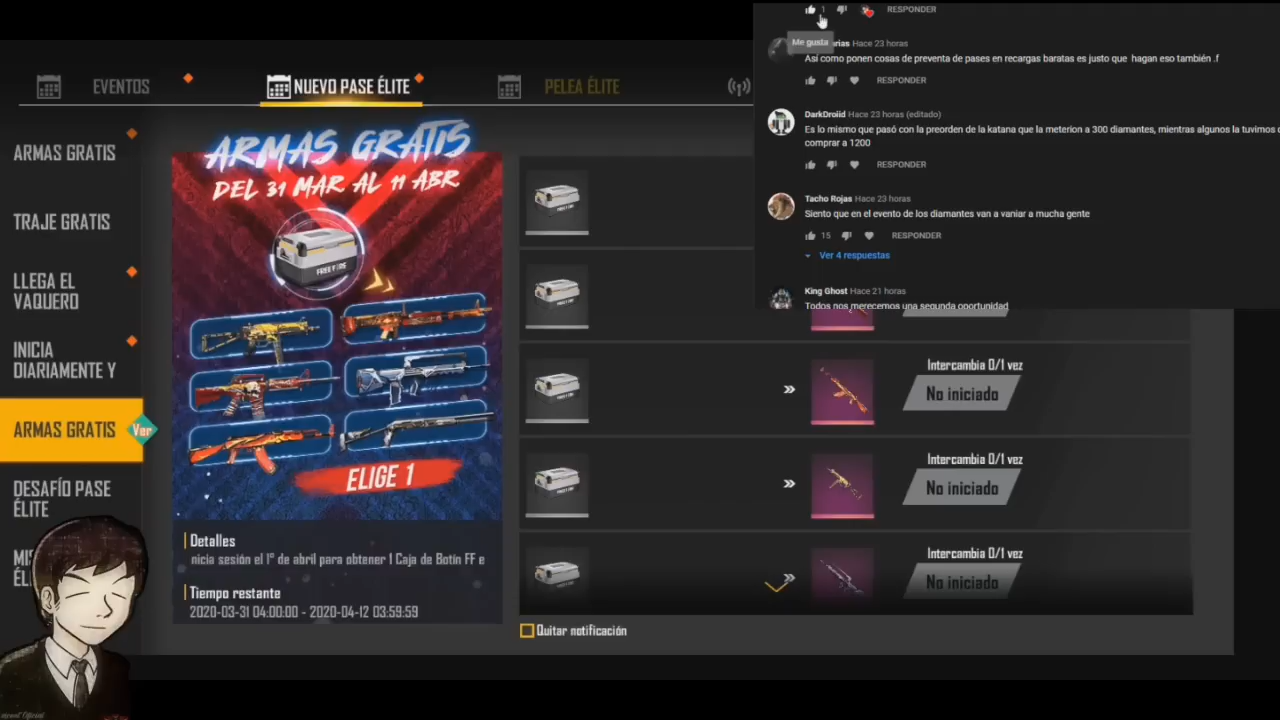 EVENTOS
NUEVO PASE ÉLITE
PELEA ÉLITE
ARMAS GRATIS
TRAJE GRATIS
LLEGA EL
VAQUERO
INICIA
DIARIAMENTE Y
ARMAS GRATIS
Ver
DESAFÍO PASE
ÉLITE
ARMAS GRATIS
DEL 31 MAR AL 11 ABR
FREE FIRE
ELIGE 1
Detalles
nicia sesión el 1° de abril para obtener 1 Caja de Botín FF e
Tiempo restante
2020-03-31 04:00:00 - 2020-04-12 03:59:59
Intercambia 0/1 vez
No iniciado
Intercambia 0/1 vez
No iniciado
Intercambia 0/1 vez
No iniciado
Quitar notificación
1 RESPONDER
Me gusta
Hace 23 horas
Así como ponen cosas de preventa de pases en recargas baratas es justo que hagan eso también .f
RESPONDER
DarkDroiid Hace 23 horas (editado)
Es lo mismo que pasó con la preorden de la katana que la meterion a 300 diamantes, mientras algunos la tuvimos
comprar a 1200
RESPONDER
Tacho Rojas Hace 23 horas
Siento que en el evento de los diamantes van a vaniar a mucha gente
15 RESPONDER
Ver 4 respuestas
King Ghost Hace 21 horas
Todos nos merecemos una segunda oportunidad